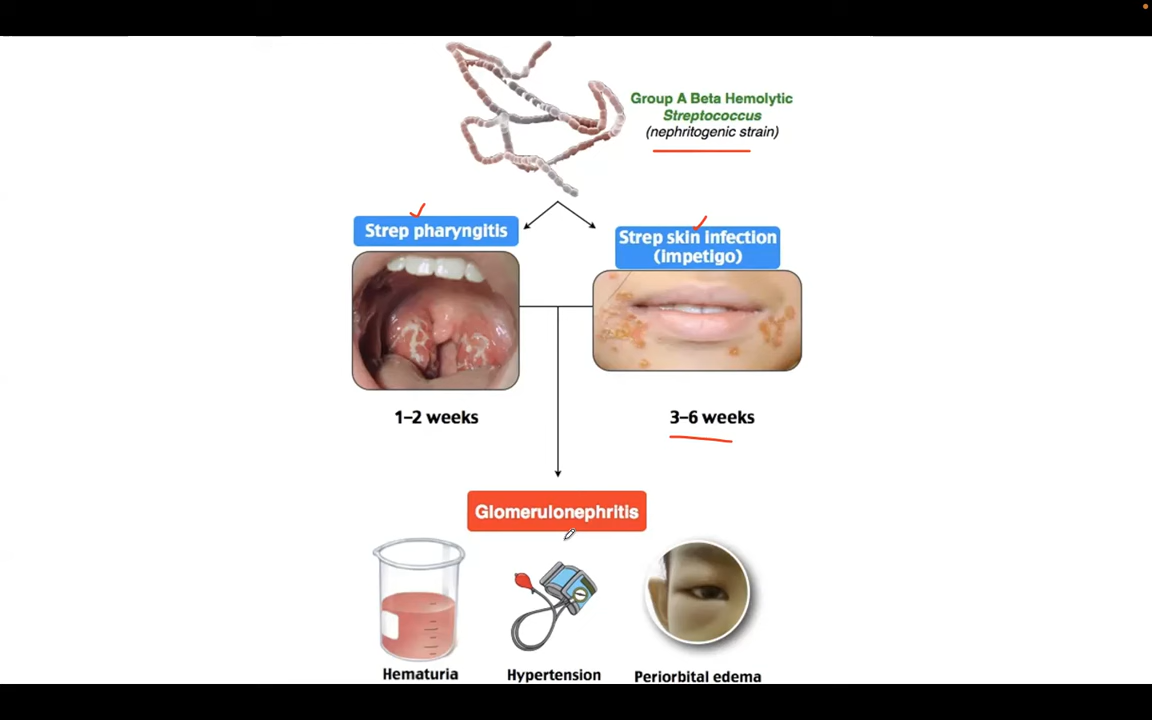 Group A Beta Hemolytic
Streptococcus
(nephritogenic strain)
Strep pharyngitis
Strep skin infection
(impetigo)
1–2 weeks
3–6 weeks
Glomerulonephritis
Hematuria
Hypertension
Periorbital edema